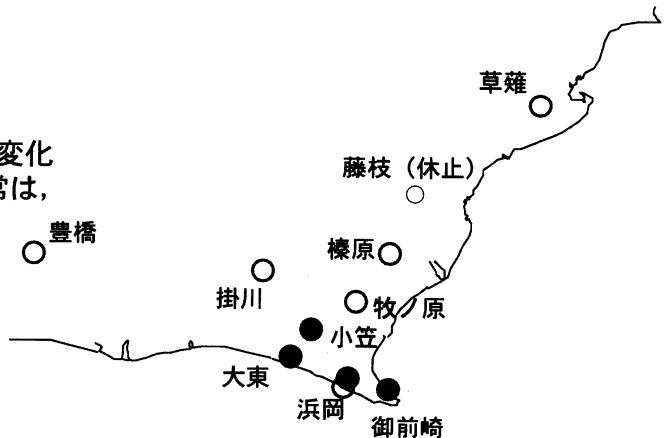 草薙
変化
常は，
藤枝（休止）
豊橋
榛原
掛川
牧ノ原
小笠
大東
浜岡
御前崎